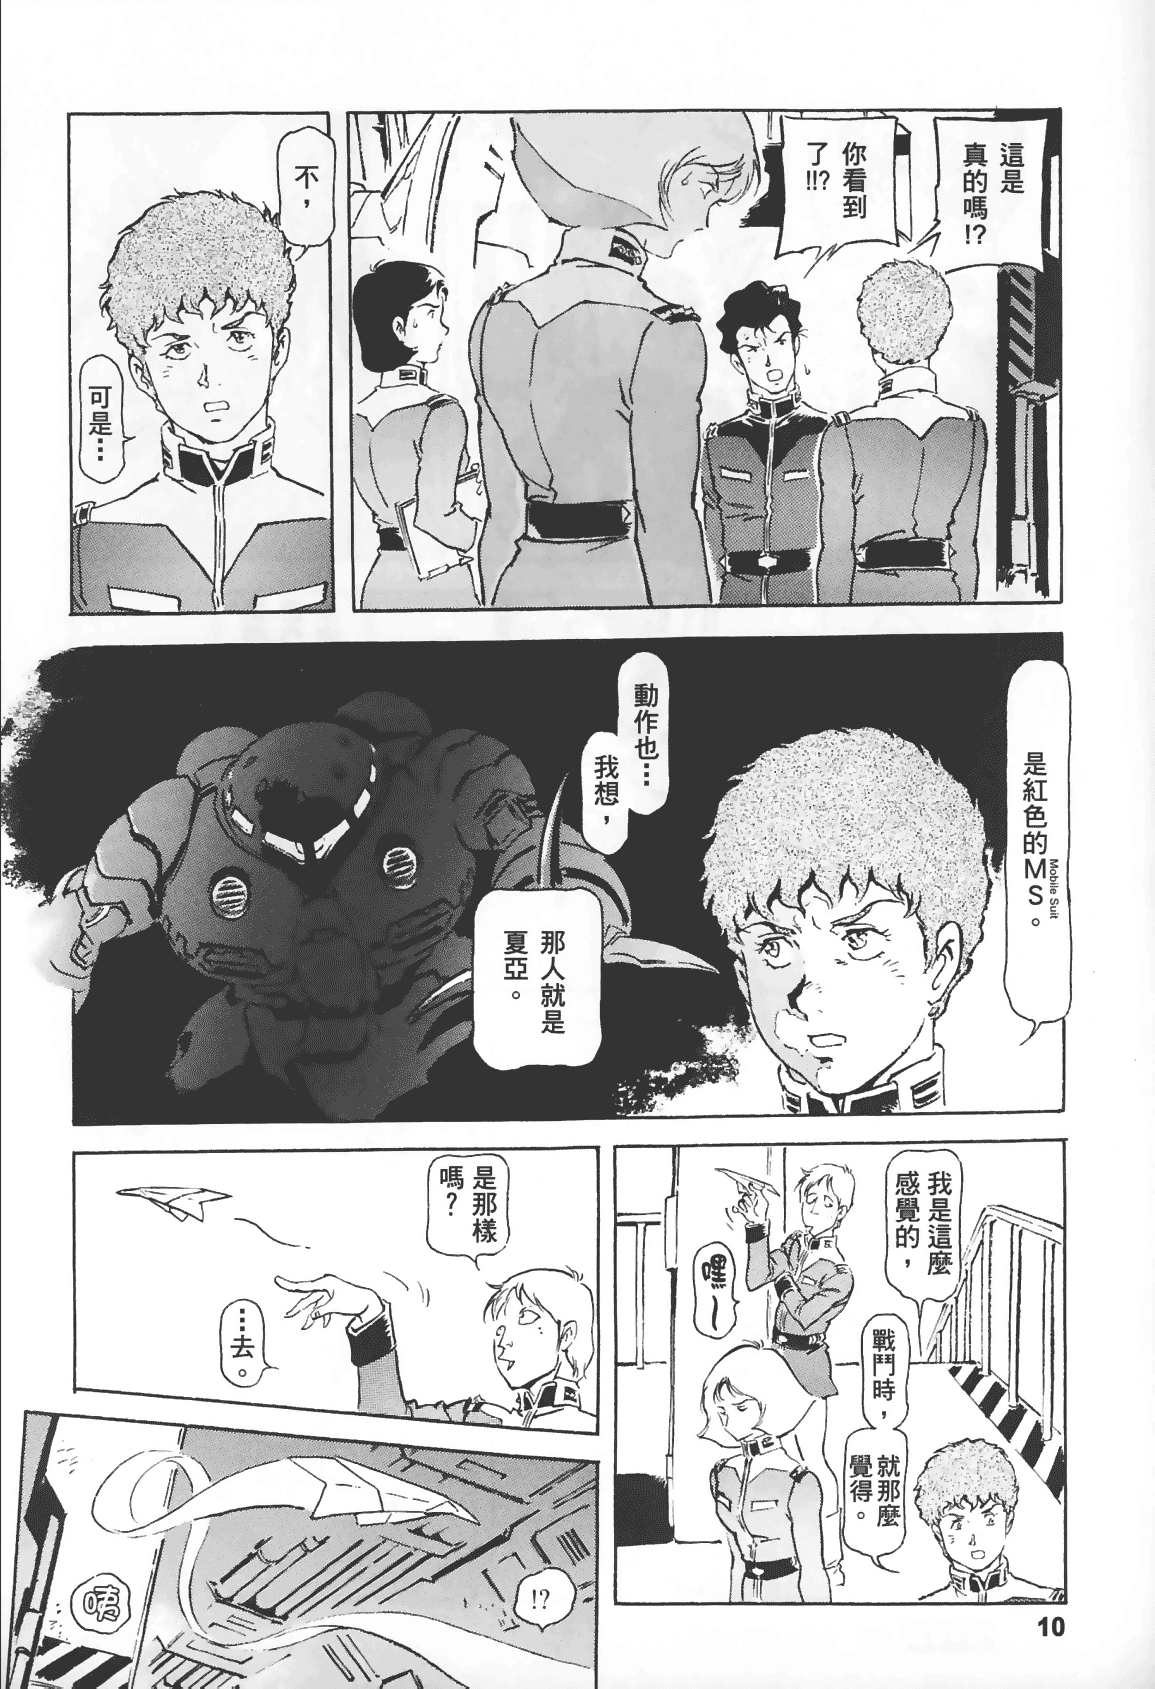 這是
真的嗎!?
你看到
了!!?
不，
可是…
是紅色的MS。
Mobile Suit
動作也…
我想，
那人就是
夏亞。
我是這麼
感覺的，
戰鬥時，
就那麼
覺得。
嘿—
是那樣
嗎？
…去。
!?
咦
10